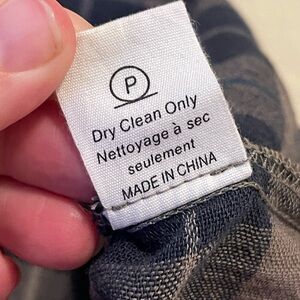 P
Dry Clean Only
Nettoyage à sec
seulement
MADE IN CHINA